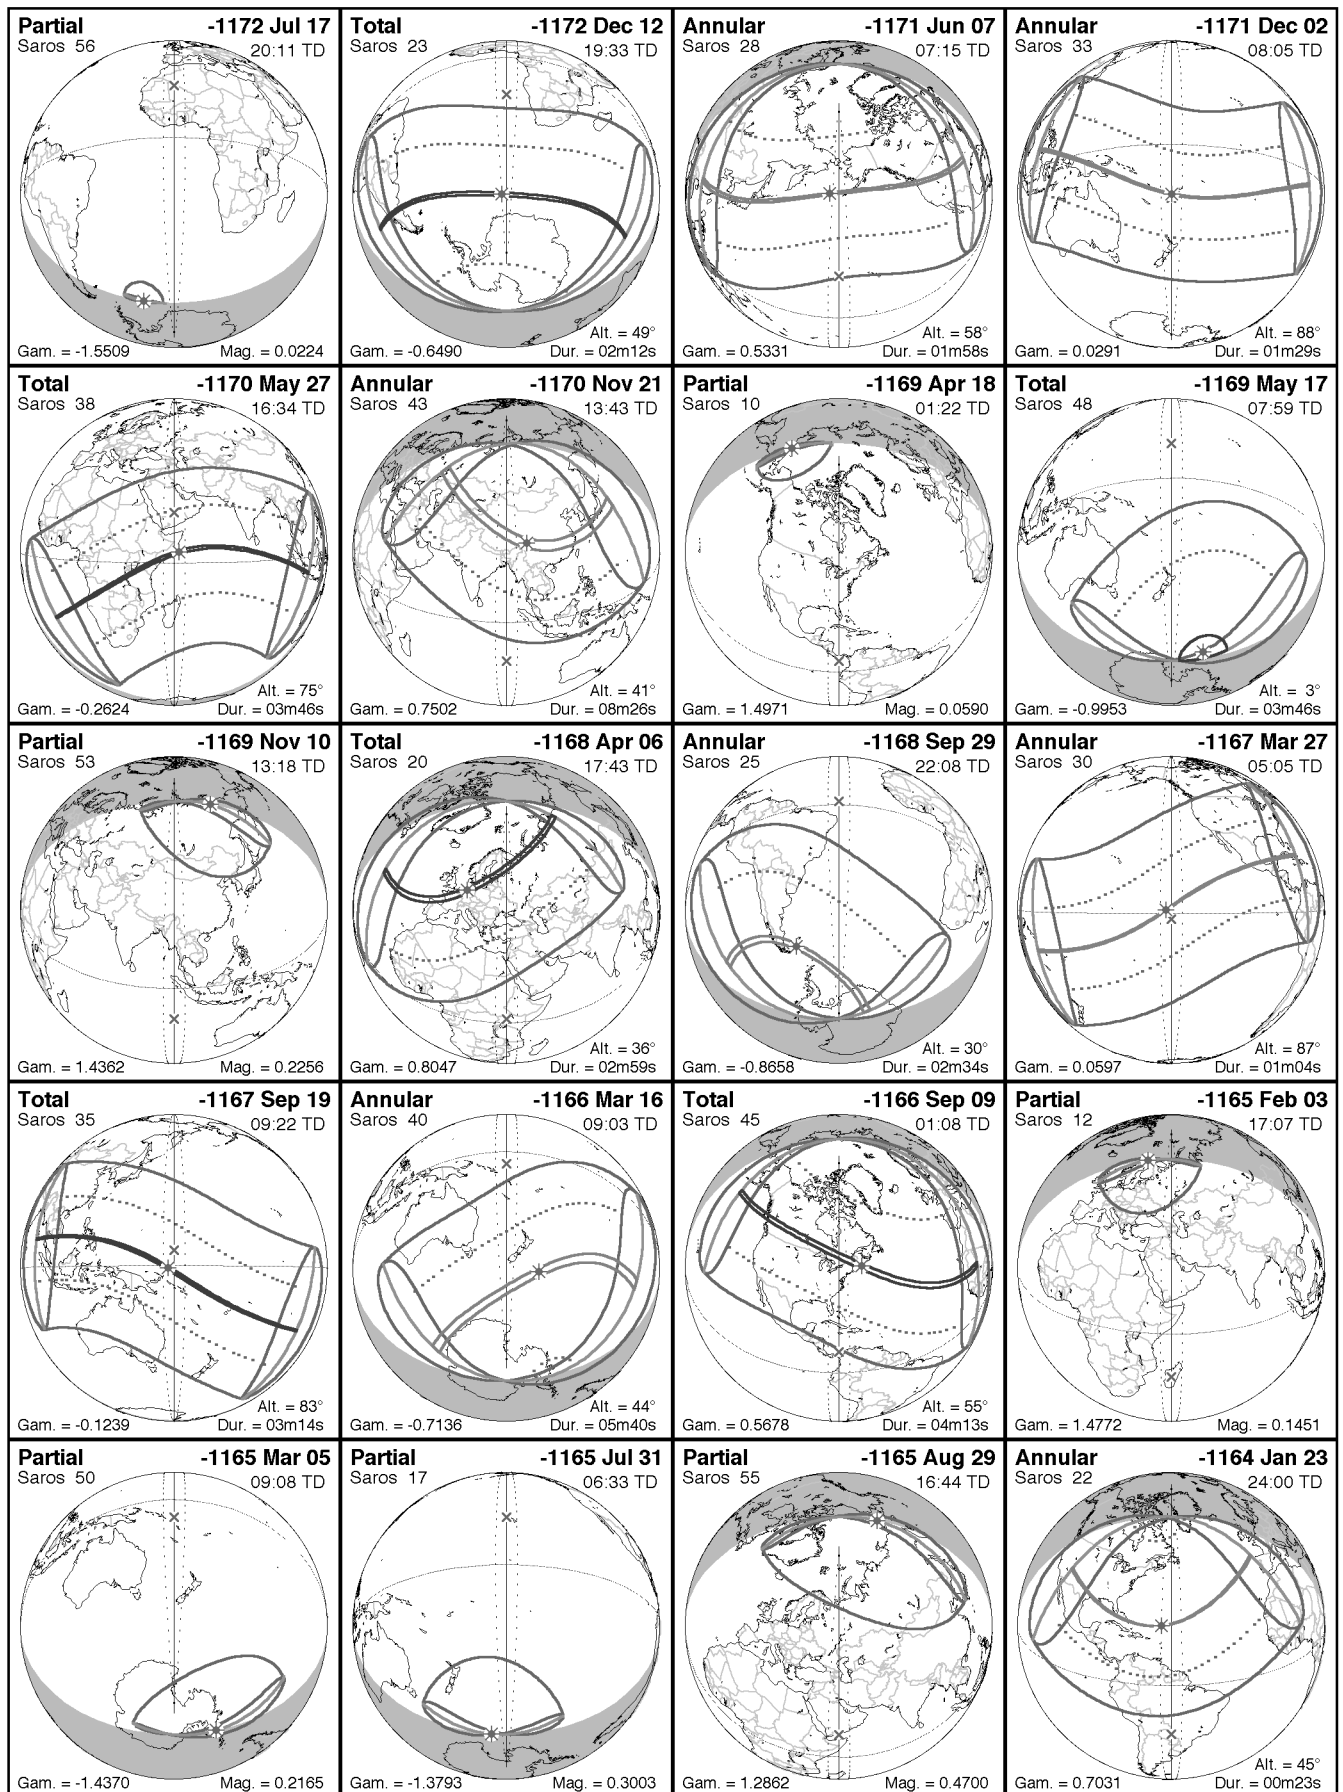 Partial -1172 Jul 17
Saros 56 20:11 TD
Gam. = -1.5509 Mag. = 0.0224
Total -1172 Dec 12
Saros 23 19:33 TD
Alt. = 49°
Gam. = -0.6490 Dur. = 02m12s
Annular -1171 Jun 07
Saros 28 07:15 TD
Alt. = 58°
Gam. = 0.5331 Dur. = 01m58s
Annular -1171 Dec 02
Saros 33 08:05 TD
Alt. = 88°
Gam. = 0.0291 Dur. = 01m29s
Total -1170 May 27
Saros 38 16:34 TD
Alt. = 75°
Gam. = -0.2624 Dur. = 03m46s
Annular -1170 Nov 21
Saros 43 13:43 TD
Alt. = 41°
Gam. = 0.7502 Dur. = 08m26s
Partial -1169 Apr 18
Saros 10 01:22 TD
Gam. = 1.4971 Mag. = 0.0590
Total -1169 May 17
Saros 48 07:59 TD
Alt. = 3°
Gam. = -0.9953 Dur. = 03m46s
Partial -1169 Nov 10
Saros 53 13:18 TD
Gam. = 1.4362 Mag. = 0.2256
Total -1168 Apr 06
Saros 20 17:43 TD
Alt. = 36°
Gam. = 0.8047 Dur. = 02m59s
Annular -1168 Sep 29
Saros 25 22:08 TD
Alt. = 30°
Gam. = -0.8658 Dur. = 02m34s
Annular -1167 Mar 27
Saros 30 05:05 TD
Alt. = 87°
Gam. = 0.0597 Dur. = 01m04s
Total -1167 Sep 19
Saros 35 09:22 TD
Alt. = 83°
Gam. = -0.1239 Dur. = 03m14s
Annular -1166 Mar 16
Saros 40 09:03 TD
Alt. = 44°
Gam. = -0.7136 Dur. = 05m40s
Total -1166 Sep 09
Saros 45 01:08 TD
Alt. = 55°
Gam. = 0.5678 Dur. = 04m13s
Partial -1165 Feb 03
Saros 12 17:07 TD
Gam. = 1.4772 Mag. = 0.1451
Partial -1165 Mar 05
Saros 50 09:08 TD
Gam. = -1.4370 Mag. = 0.2165
Partial -1165 Jul 31
Saros 17 06:33 TD
Gam. = -1.3793 Mag. = 0.3003
Partial -1165 Aug 29
Saros 55 16:44 TD
Gam. = 1.2862 Mag. = 0.4700
Annular -1164 Jan 23
Saros 22 24:00 TD
Alt. = 45°
Gam. = 0.7031 Dur. = 00m23s